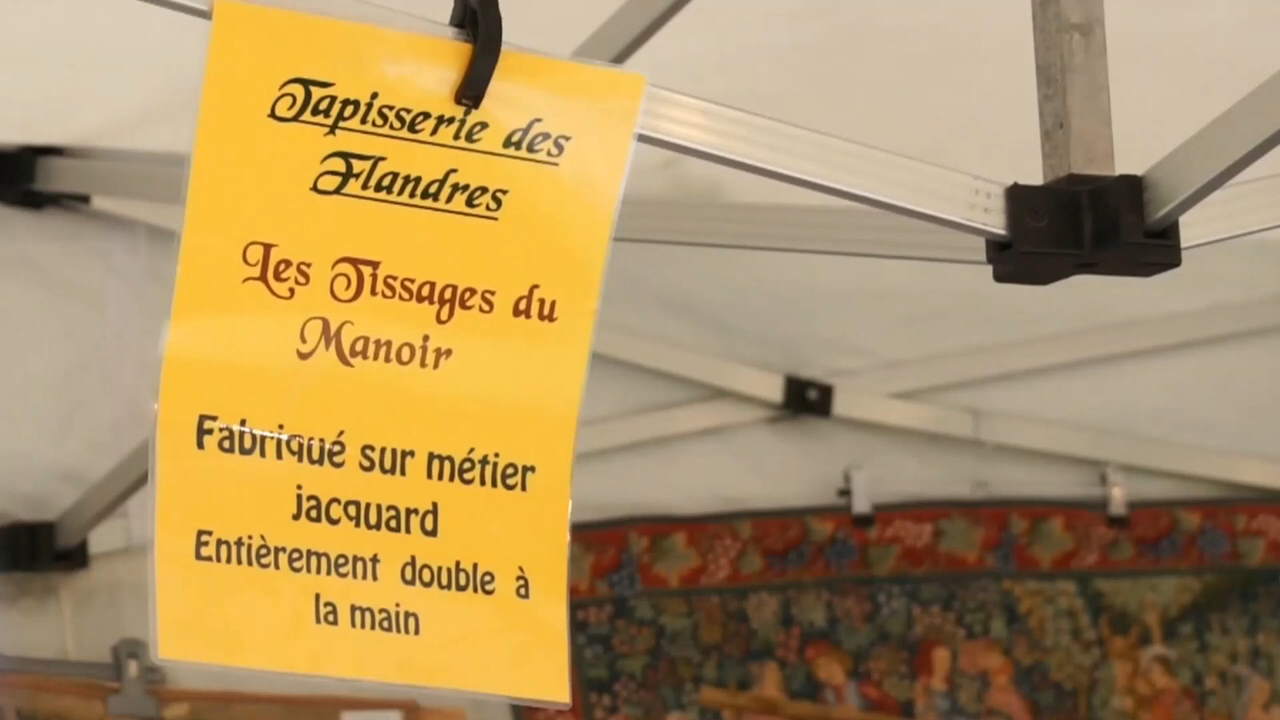 Tapisserie des
Flandres
Les Tissages du
Manoir
Fabriqué sur métier
jacquard
Entièrement double à
la main